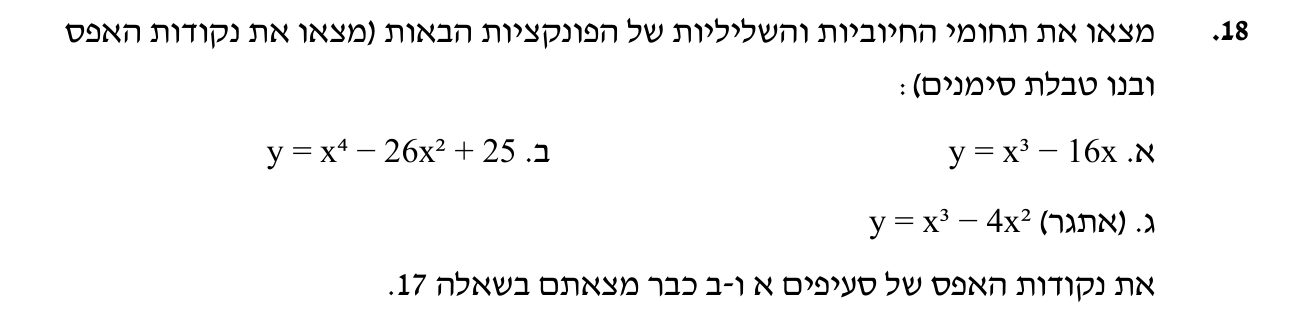 18. מצאו את תחומי החיוביות והשליליות של הפונקציות הבאות (מצאו את נקודות האפס
ובנו טבלת סימנים):
א. y = x³ − 16x ב. y = x⁴ − 26x² + 25
ג. (אתגר) y = x³ − 4x²
את נקודות האפס של סעיפים א ו-ב כבר מצאתם בשאלה 17.